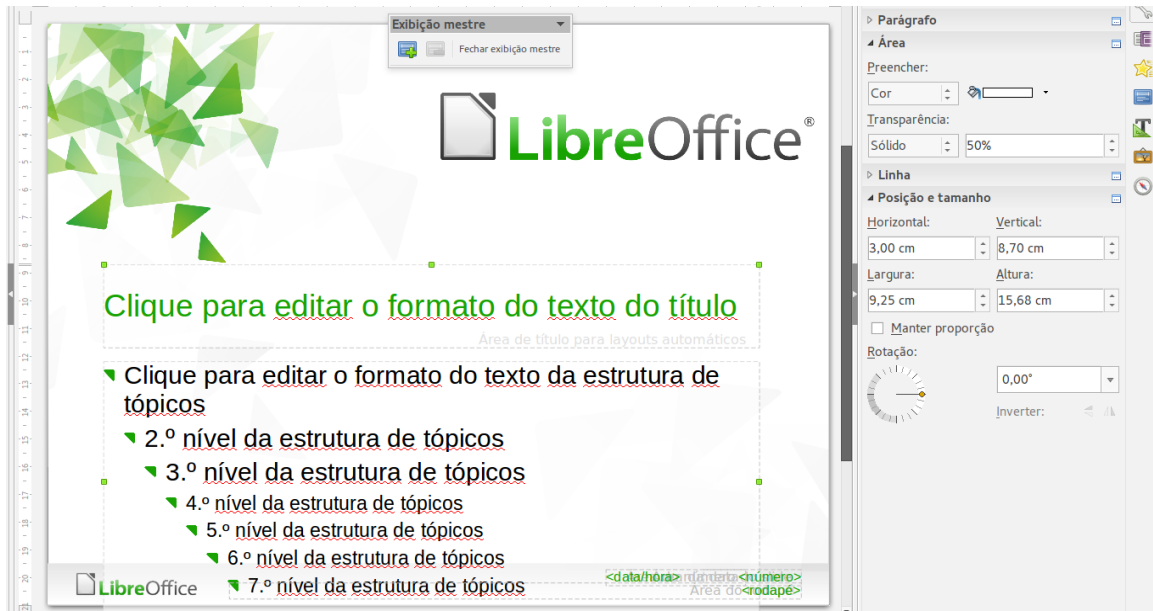 Exibição mestre
Fechar exibição mestre
LibreOffice®
Clique para editar o formato do texto do título
Área de título para layouts automáticos
Clique para editar o formato do texto da estrutura de
tópicos
2.º nível da estrutura de tópicos
3.º nível da estrutura de tópicos
4.º nível da estrutura de tópicos
5.º nível da estrutura de tópicos
6.º nível da estrutura de tópicos
7.º nível da estrutura de tópicos
LibreOffice
<data/hora>
<número>
Área do
<rodapé>
Parágrafo
Área
Preencher:
Cor
Transparência:
Sólido 50%
Linha
Posição e tamanho
Horizontal: Vertical:
3,00 cm 8,70 cm
Largura: Altura:
9,25 cm 15,68 cm
Manter proporção
Rotação:
0,00°
Inverter: